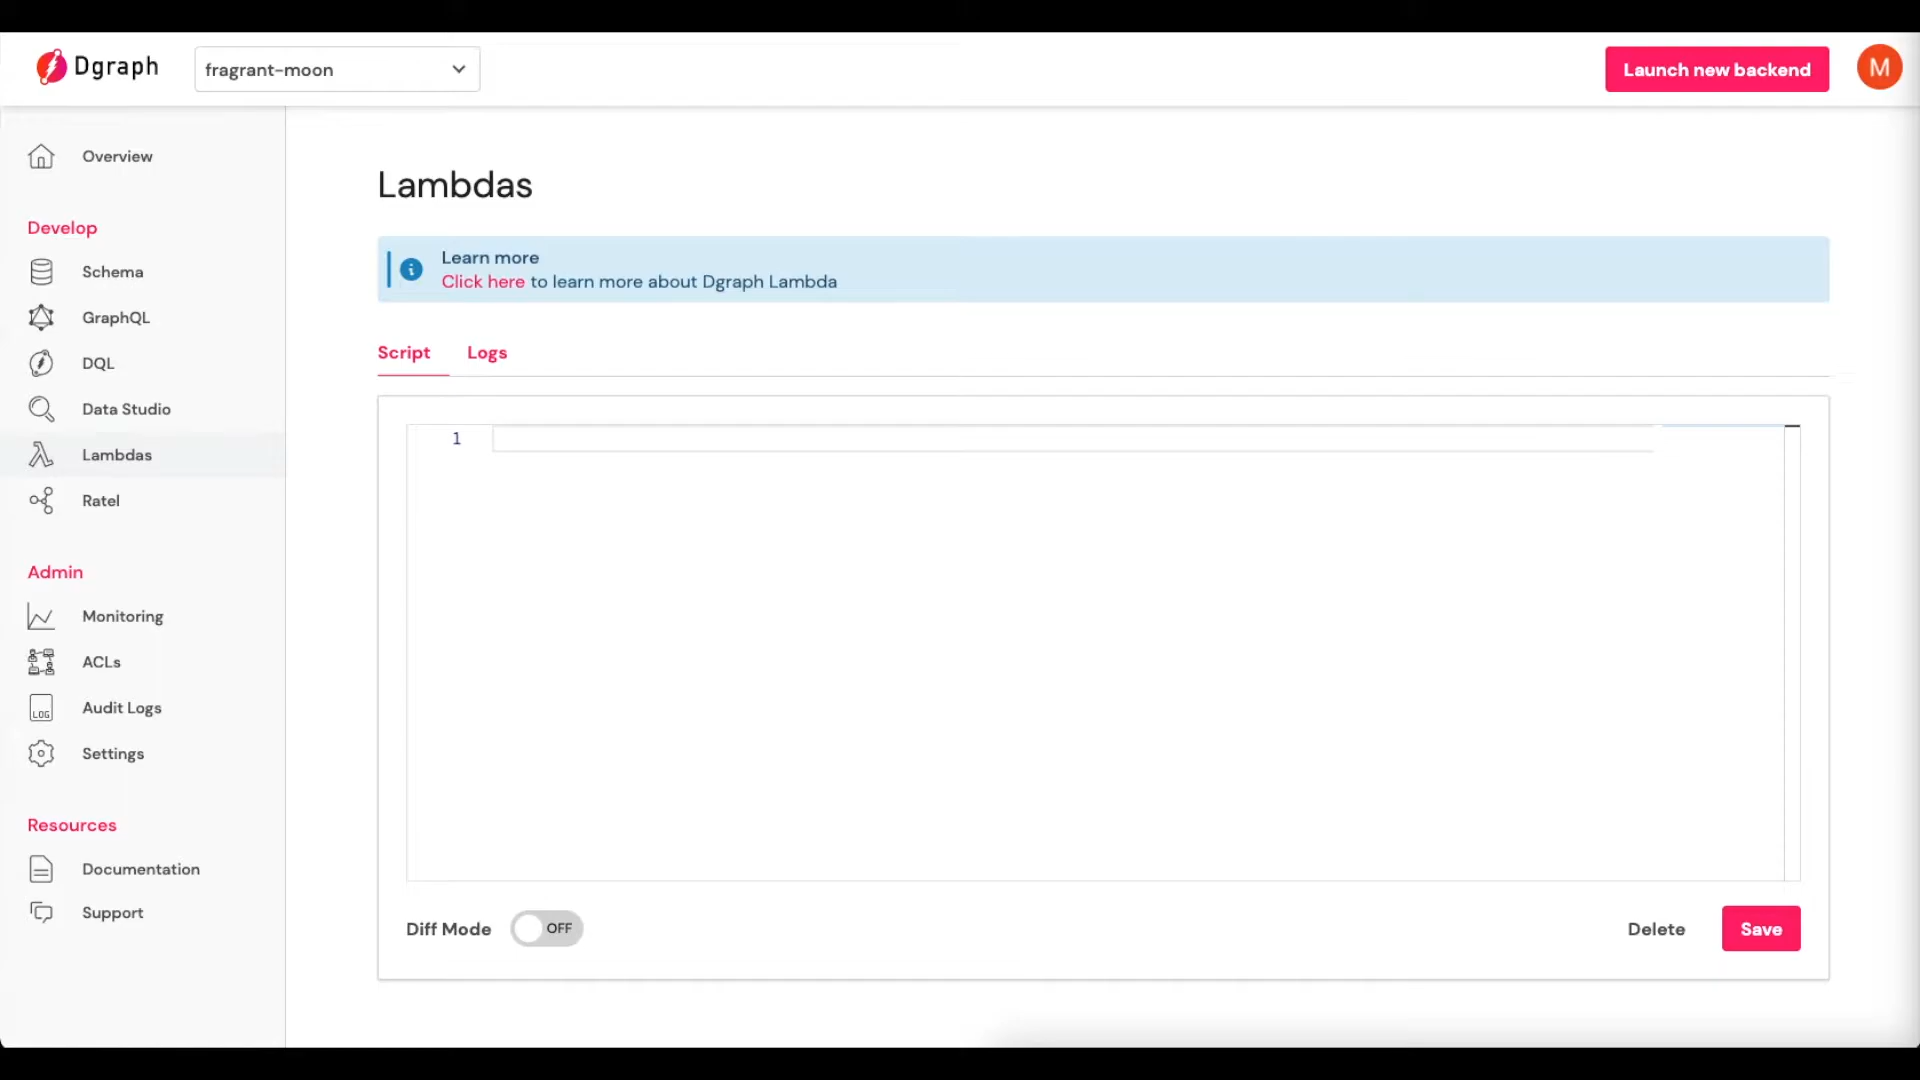 Dgraph
fragrant-moon
Launch new backend
M
Overview
Develop
Schema
GraphQL
DQL
Data Studio
Lambdas
Ratel
Admin
Monitoring
ACLs
LOG
Audit Logs
Settings
Resources
Documentation
Support
Lambdas
Learn more
Click here to learn more about Dgraph Lambda
Script
Logs
1
Diff Mode
OFF
Delete
Save